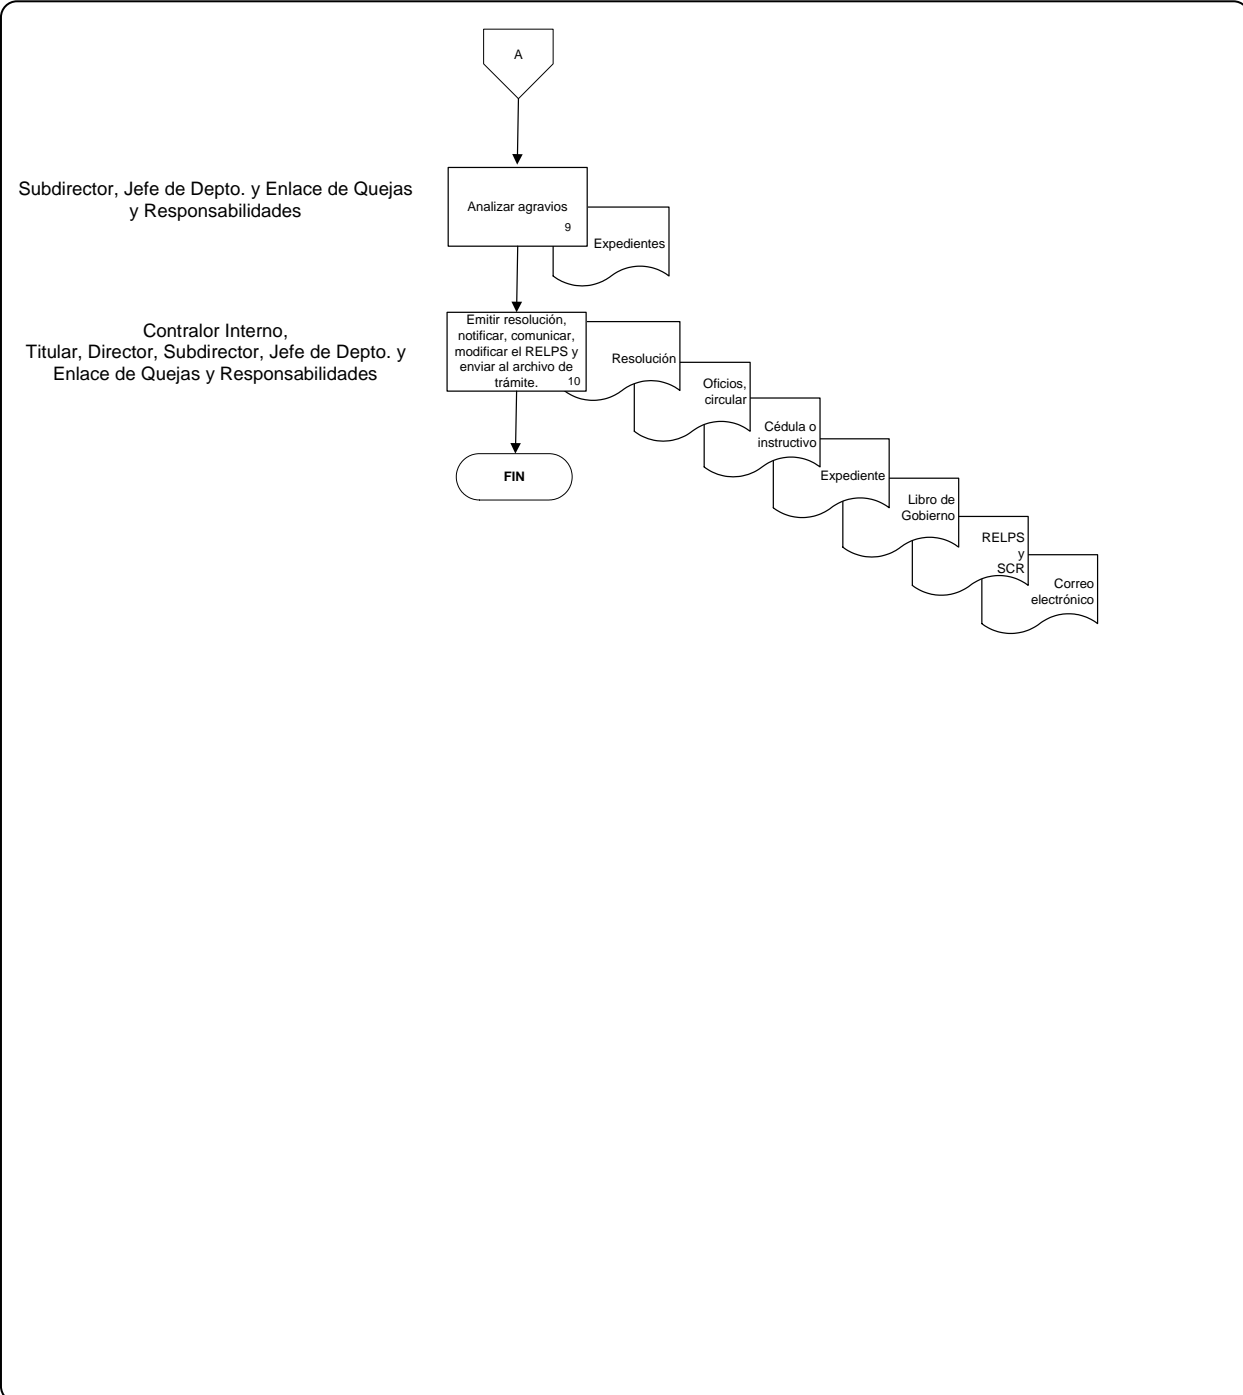 A
Subdirector, Jefe de Depto. y Enlace de Quejas
y Responsabilidades
Analizar agravios
9
Expedientes
Contralor Interno,
Titular, Director, Subdirector, Jefe de Depto. y
Enlace de Quejas y Responsabilidades
Emitir resolución,
notificar, comunicar,
modificar el RELPS y
enviar al archivo de
trámite.
10
Resolución
Oficios,
circular
Cédula o
instructivo
Expediente
Libro de
Gobierno
RELPS
y
SCR
Correo
electrónico
FIN